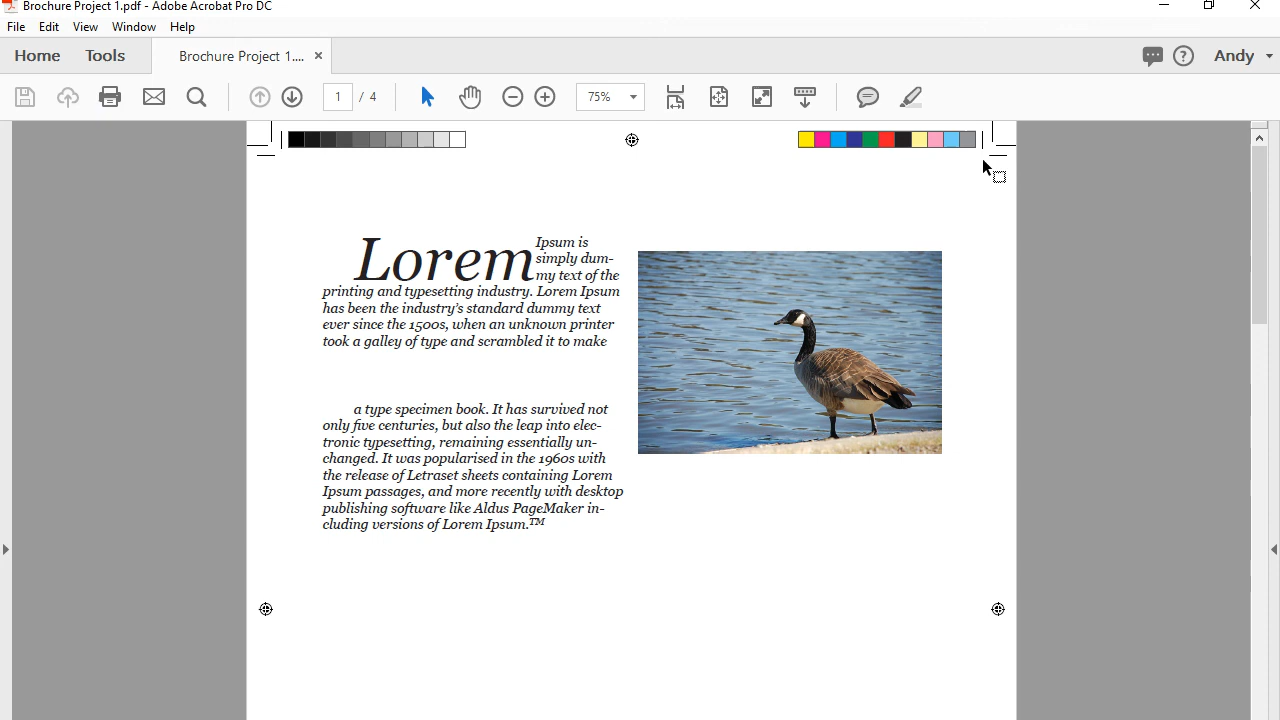 Brochure Project 1.pdf - Adobe Acrobat Pro DC
File Edit View Window Help
Home Tools Brochure Project 1.... × Andy
1 / 4 75%
Lorem Ipsum is
simply dum-
my text of the
printing and typesetting industry. Lorem Ipsum
has been the industry's standard dummy text
ever since the 1500s, when an unknown printer
took a galley of type and scrambled it to make
a type specimen book. It has survived not
only five centuries, but also the leap into elec-
tronic typesetting, remaining essentially un-
changed. It was popularised in the 1960s with
the release of Letraset sheets containing Lorem
Ipsum passages, and more recently with desktop
publishing software like Aldus PageMaker in-
cluding versions of Lorem Ipsum.™